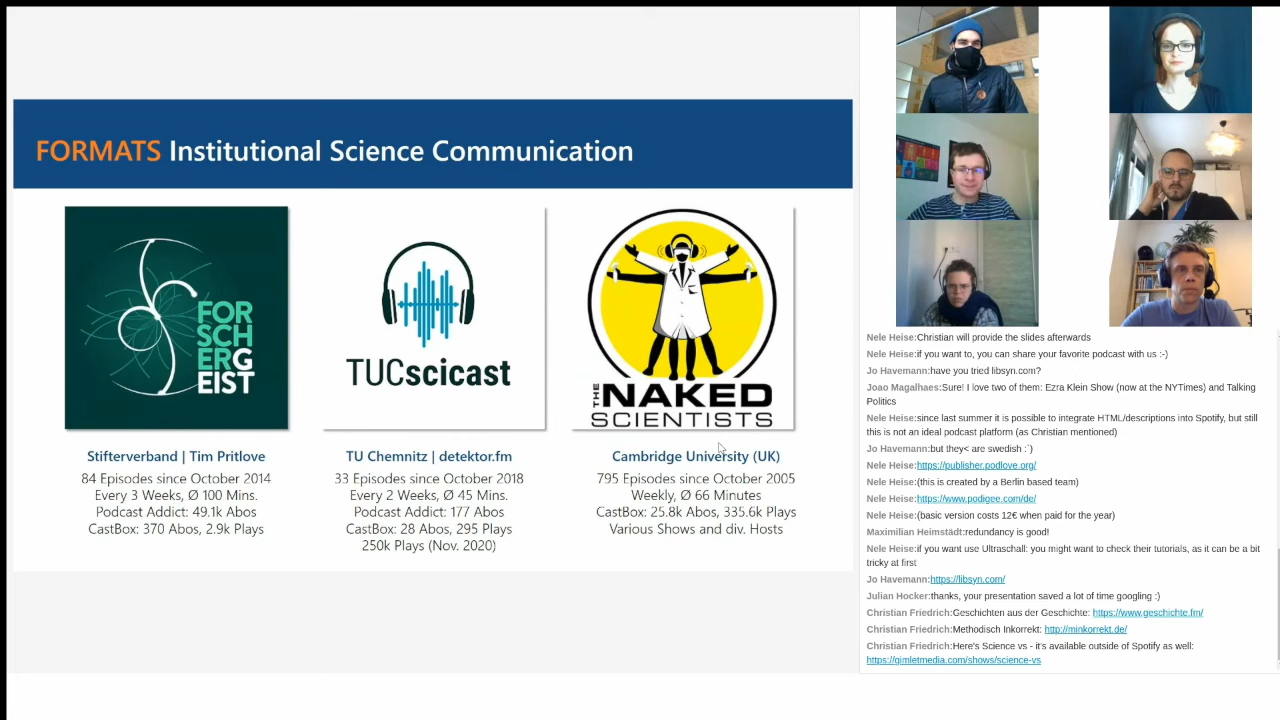 FORMATS Institutional Science Communication
FOR
SCH
ERG
EIST
TUCscicast
THE NAKED
SCIENTISTS
Stifterverband | Tim Pritlove
84 Episodes since October 2014
Every 3 Weeks, Ø 100 Mins.
Podcast Addict: 49.1k Abos
CastBox: 370 Abos, 2.9k Plays
TU Chemnitz | detektor.fm
33 Episodes since October 2018
Every 2 Weeks, Ø 45 Mins.
Podcast Addict: 177 Abos
CastBox: 28 Abos, 295 Plays
250k Plays (Nov. 2020)
Cambridge University (UK)
795 Episodes since October 2005
Weekly, Ø 66 Minutes
CastBox: 25.8k Abos, 335.6k Plays
Various Shows and div. Hosts
Nele Heise:Christian will provide the slides afterwards
Nele Heise:if you want to, you can share your favorite podcast with us :-)
Jo Havemann:have you tried libsyn.com?
Joao Magalhaes:Sure! I love two of them: Ezra Klein Show (now at the NYTimes) and Talking
Politics
Nele Heise:since last summer it is possible to integrate HTML/descriptions into Spotify, but still
this is not an ideal podcast platform (as Christian mentioned)
Jo Havemann:but they< are swedish :`)
Nele Heise:https://publisher.podlove.org/
Nele Heise:(this is created by a Berlin based team)
Nele Heise:https://www.podigee.com/de/
Nele Heise:(basic version costs 12€ when paid for the year)
Maximilian Heimstädt:redundancy is good!
Nele Heise:if you want use Ultraschall: you might want to check their tutorials, as it can be a bit
tricky at first
Jo Havemann:https://libsyn.com/
Julian Hocker:thanks, your presentation saved a lot of time googling :)
Christian Friedrich:Geschichten aus der Geschichte: https://www.geschichte.fm/
Christian Friedrich:Methodisch Inkorrekt: http://minkorrekt.de/
Christian Friedrich:Here's Science vs - it's available outside of Spotify as well:
https://gimletmedia.com/shows/science-vs